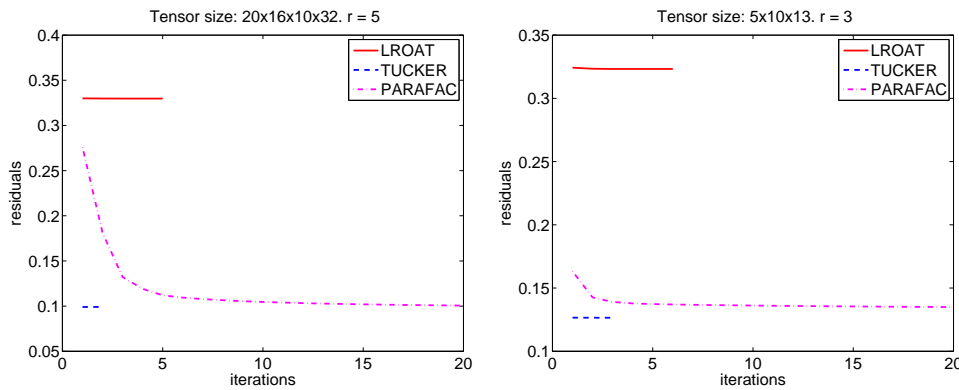 Tensor size: 20x16x10x32. r = 5
0.4
0.35
0.3
0.25
0.2
0.15
0.1
0.05
residuals
0
5
10
15
20
iterations
LROAT
TUCKER
PARAFAC
Tensor size: 5x10x13. r = 3
0.35
0.3
0.25
0.2
0.15
0.1
residuals
0
5
10
15
20
iterations
LROAT
TUCKER
PARAFAC